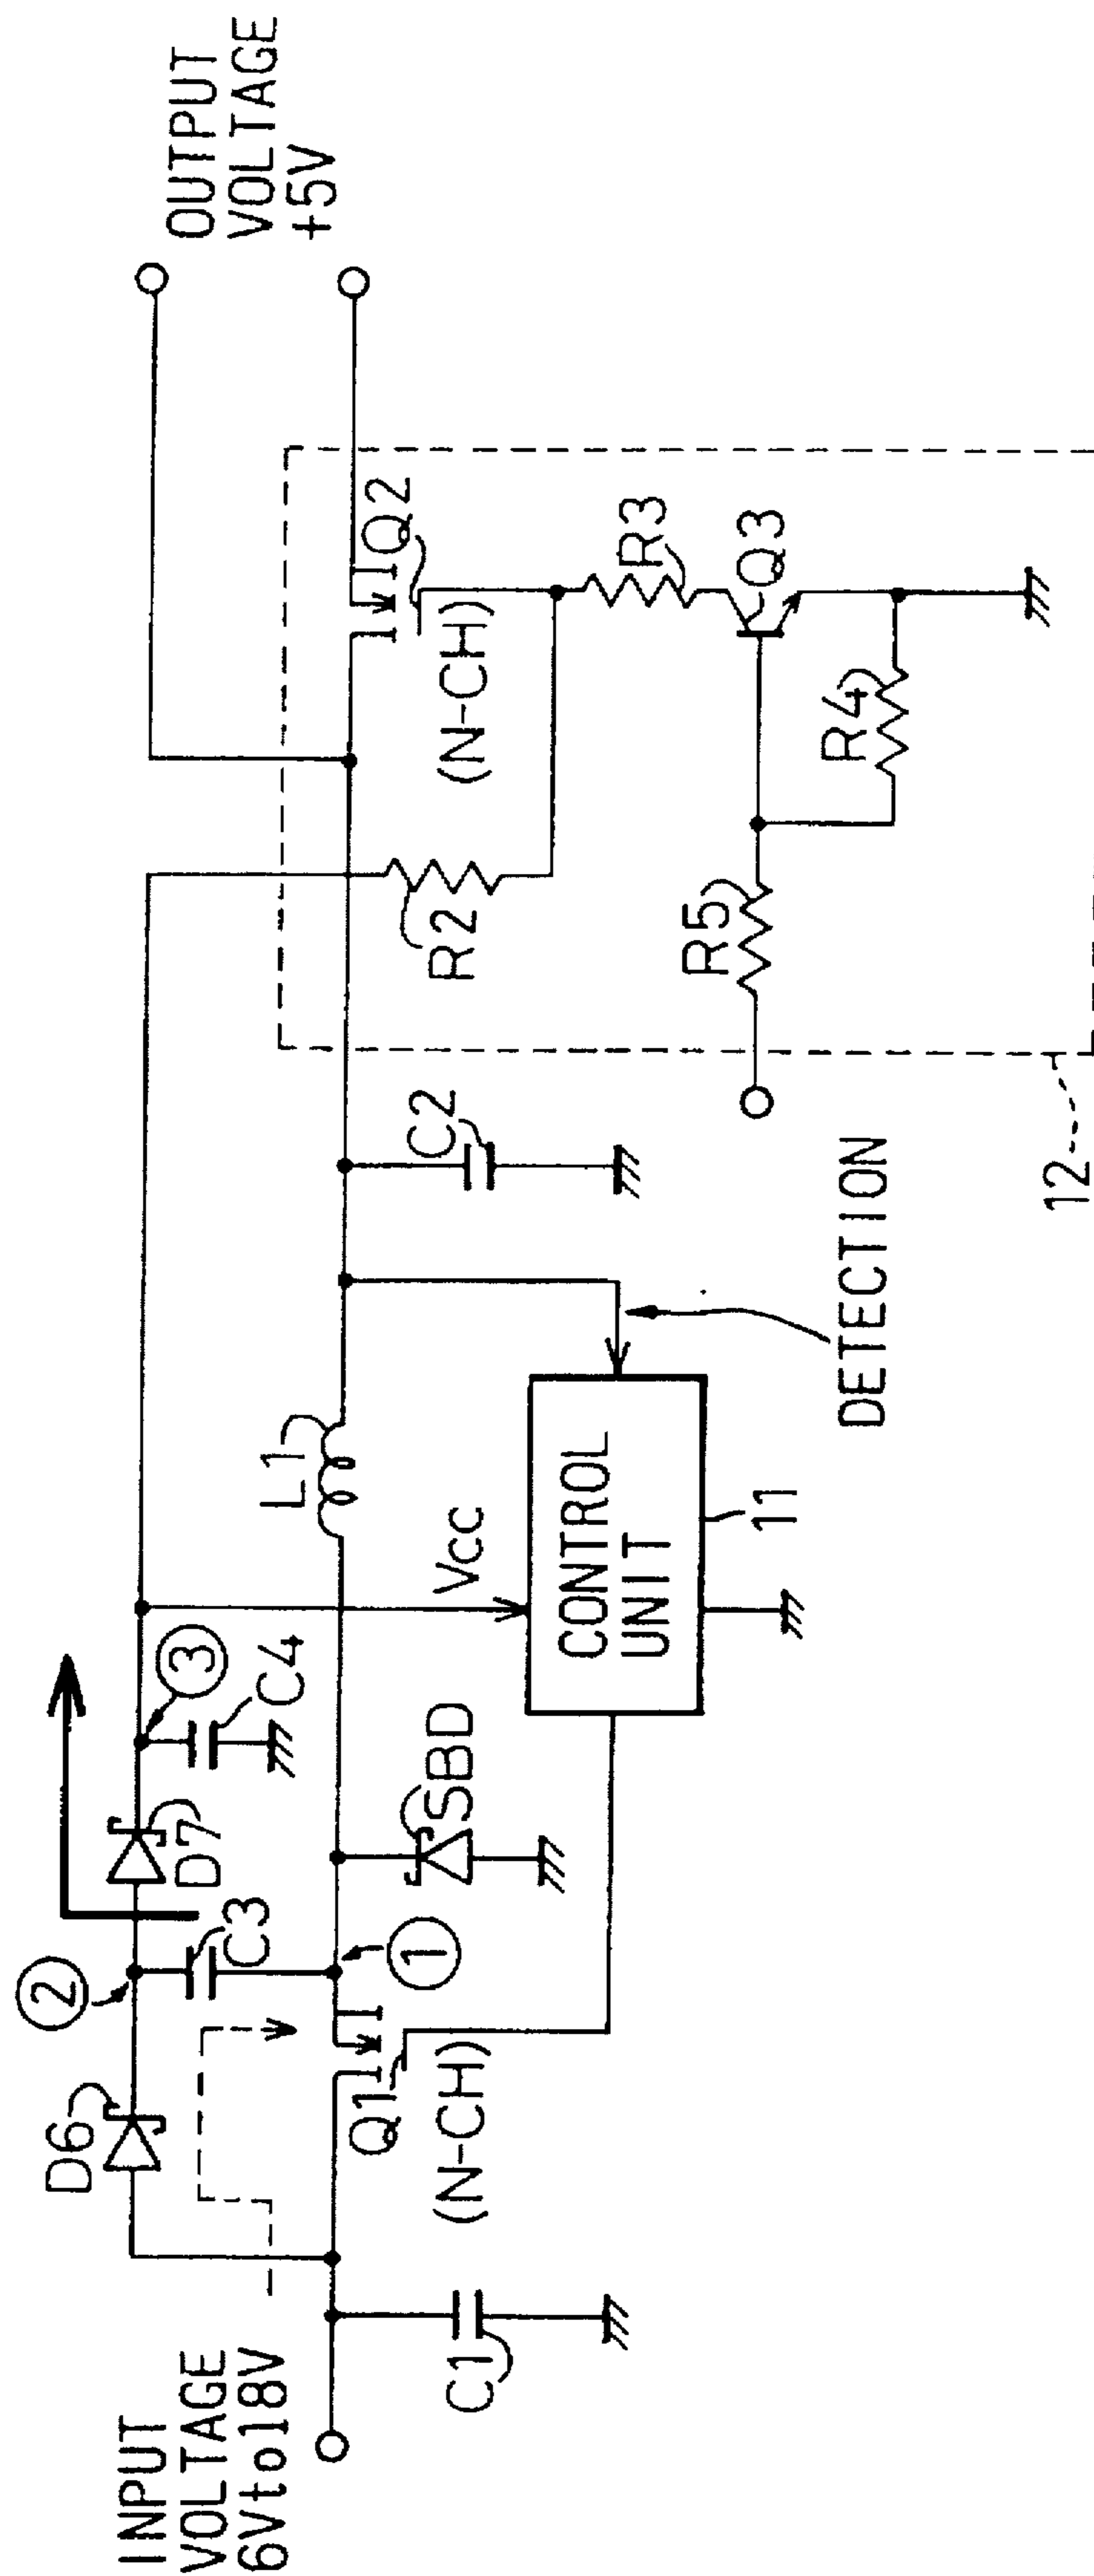 INPUT
VOLTAGE
6Vto18V
C1
D6
Q1
(N-CH)
②
C3
①
D7
SBD
③
C4
Vcc
CONTROL
UNIT
11
L1
DETECTION
C2
12
R2
R5
R4
(N-CH)
Q2
R3
Q3
OUTPUT
VOLTAGE
+5V